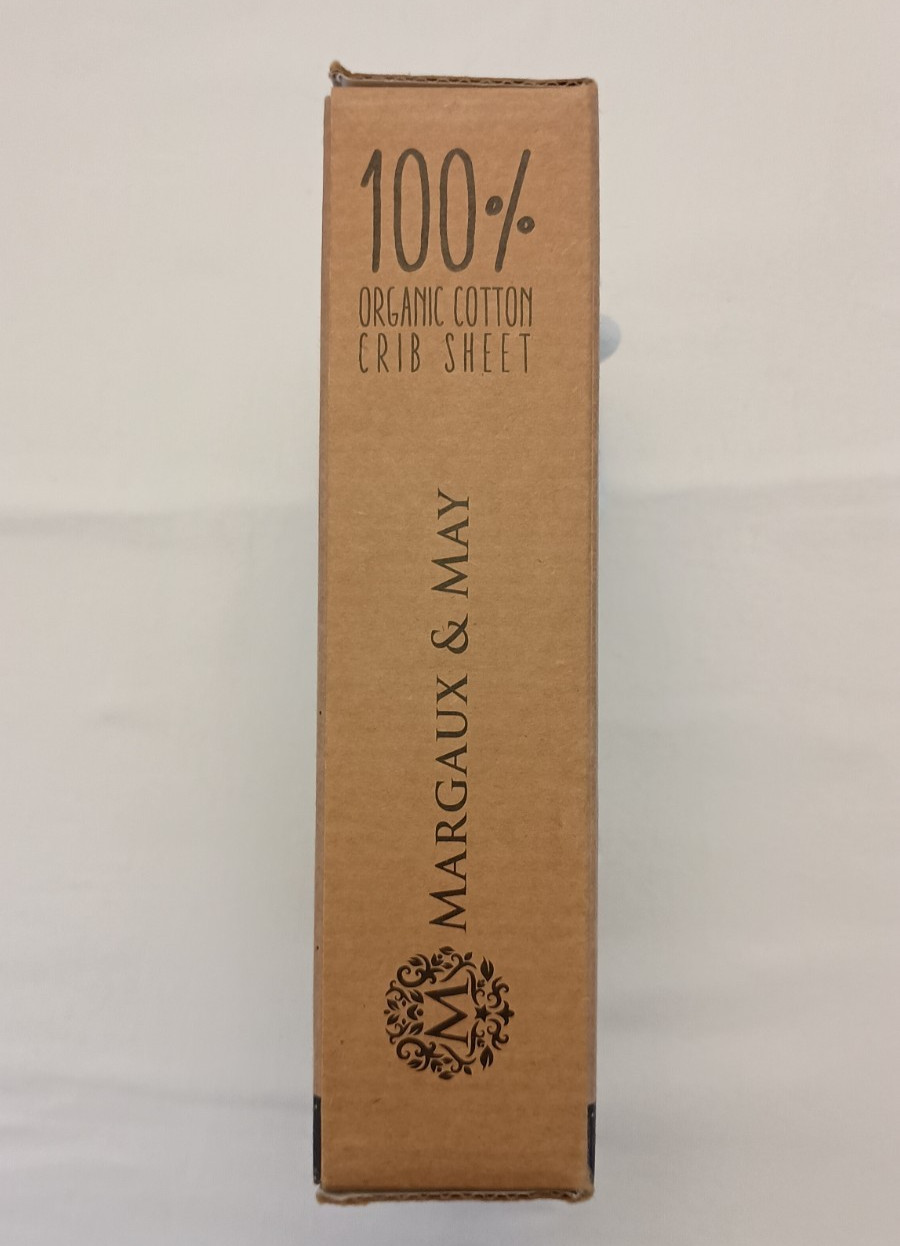 100%
ORGANIC COTTON
CRIB SHEET
MARGAUX & MAY
M